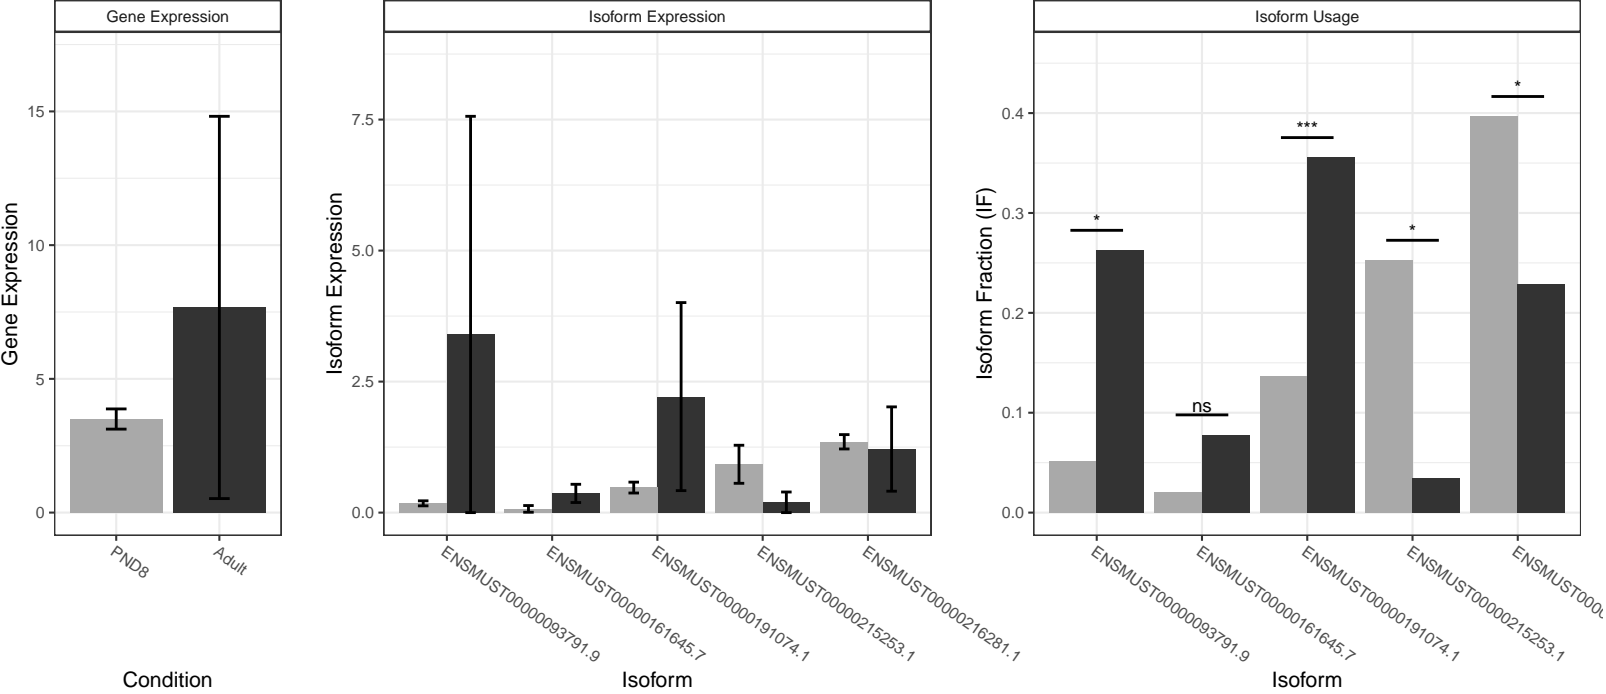 Gene Expression
Isoform Expression
Isoform Usage
Gene Expression
15
10
5
0
PND8
Adult
Condition
Isoform Expression
7.5
5.0
2.5
0.0
ENSMUST00000093791.9
ENSMUST00000161645.7
ENSMUST00000191074.1
ENSMUST00000215253.1
ENSMUST00000216281.1
Isoform
Isoform Fraction (IF)
0.4
0.3
0.2
0.1
0.0
*
ns
***
*
*
ENSMUST00000093791.9
ENSMUST00000161645.7
ENSMUST00000191074.1
ENSMUST00000215253.1
Isoform